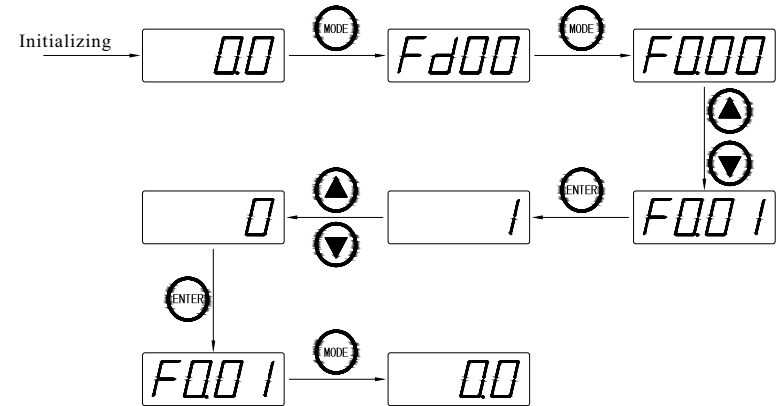 Initializing
0.0 MODE Fd00 MODE F0.00
0 1 ENTER F0.01
ENTER
F0.01 MODE 0.0